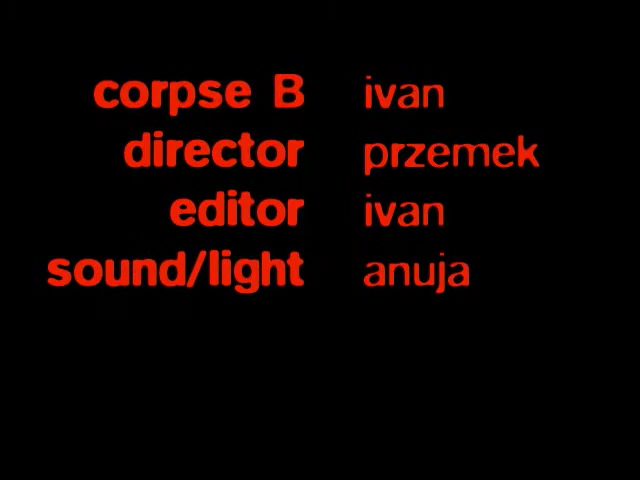 corpse B ivan
director przemek
editor ivan
sound/light anuja